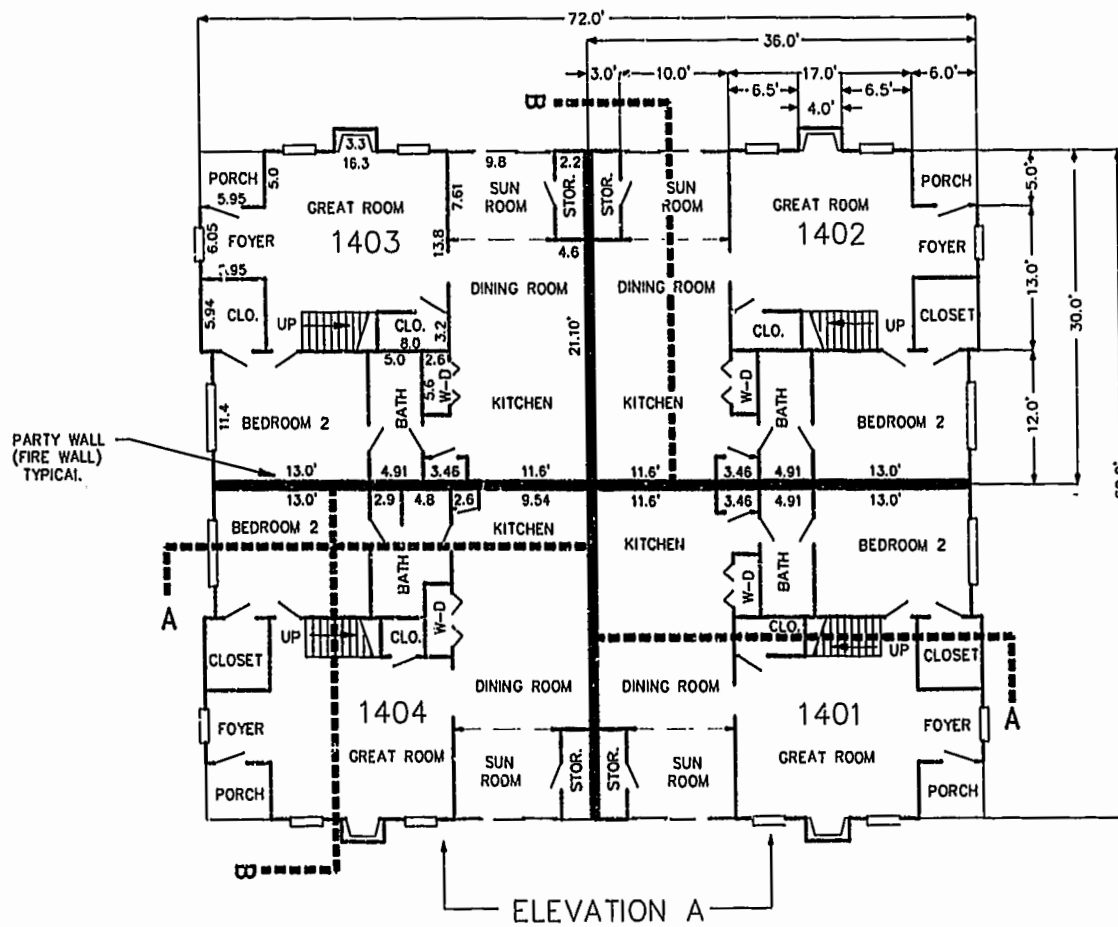 72.0'
36.0'
3.0' 10.0' 17.0' 6.0'
6.5' 4.0' 6.5'
B
3.3
16.3
9.8
2.2
PORCH
5.0
5.95
SUN
ROOM
7.61
STOR.
STOR.
SUN
ROOM
PORCH
5.0'
GREAT ROOM
1403
FOYER
6.05
13.8
4.6
GREAT ROOM
1402
FOYER
13.0'
30.0'
DINING ROOM
DINING ROOM
5.94
CLO.
UP
CLO.
8.0
3.2
21.10'
CLO.
UP
CLOSET
5.0
2.6
5.6
W-D
BATH
KITCHEN
KITCHEN
W-D
BATH
11.4
BEDROOM 2
BEDROOM 2
12.0'
PARTY WALL
(FIRE WALL)
13.0' 4.91 3.46 11.6' 11.6' 3.46 4.91 13.0'
13.0' 2.9 4.8 2.6 9.54 11.6' 3.46 4.91 13.0'
BEDROOM 2
KITCHEN
KITCHEN
BEDROOM 2
BATH
W-D
W-D
BATH
A
UP
CLO.
CLO.
UP
CLOSET
CLOSET
DINING ROOM
DINING ROOM
A
1404
1401
FOYER
GREAT ROOM
GREAT ROOM
FOYER
SUN
ROOM
STOR.
STOR.
SUN
ROOM
PORCH
PORCH
B
ELEVATION A